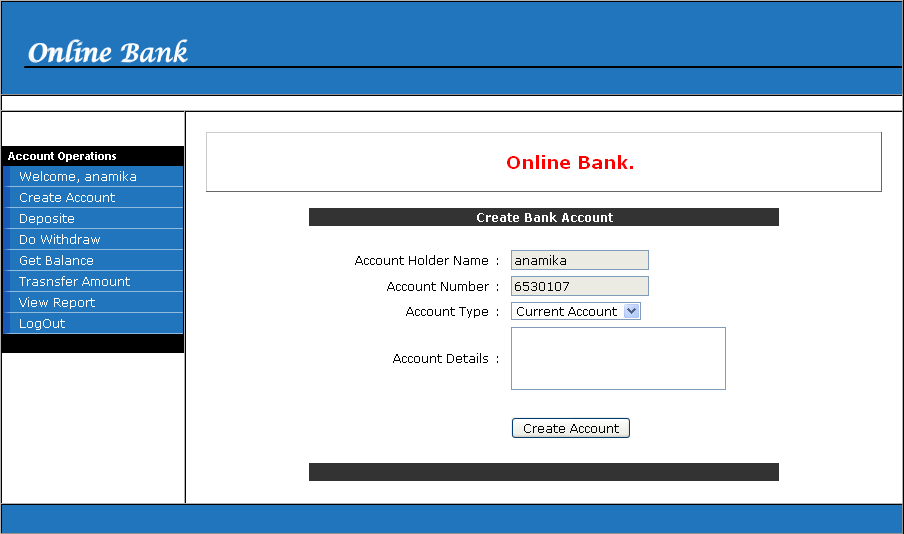 Online Bank
Account Operations
Welcome, anamika
Create Account
Deposite
Do Withdraw
Get Balance
Trasnsfer Amount
View Report
LogOut
Online Bank.
Create Bank Account
Account Holder Name : anamika
Account Number : 6530107
Account Type : Current Account
Account Details :
Create Account